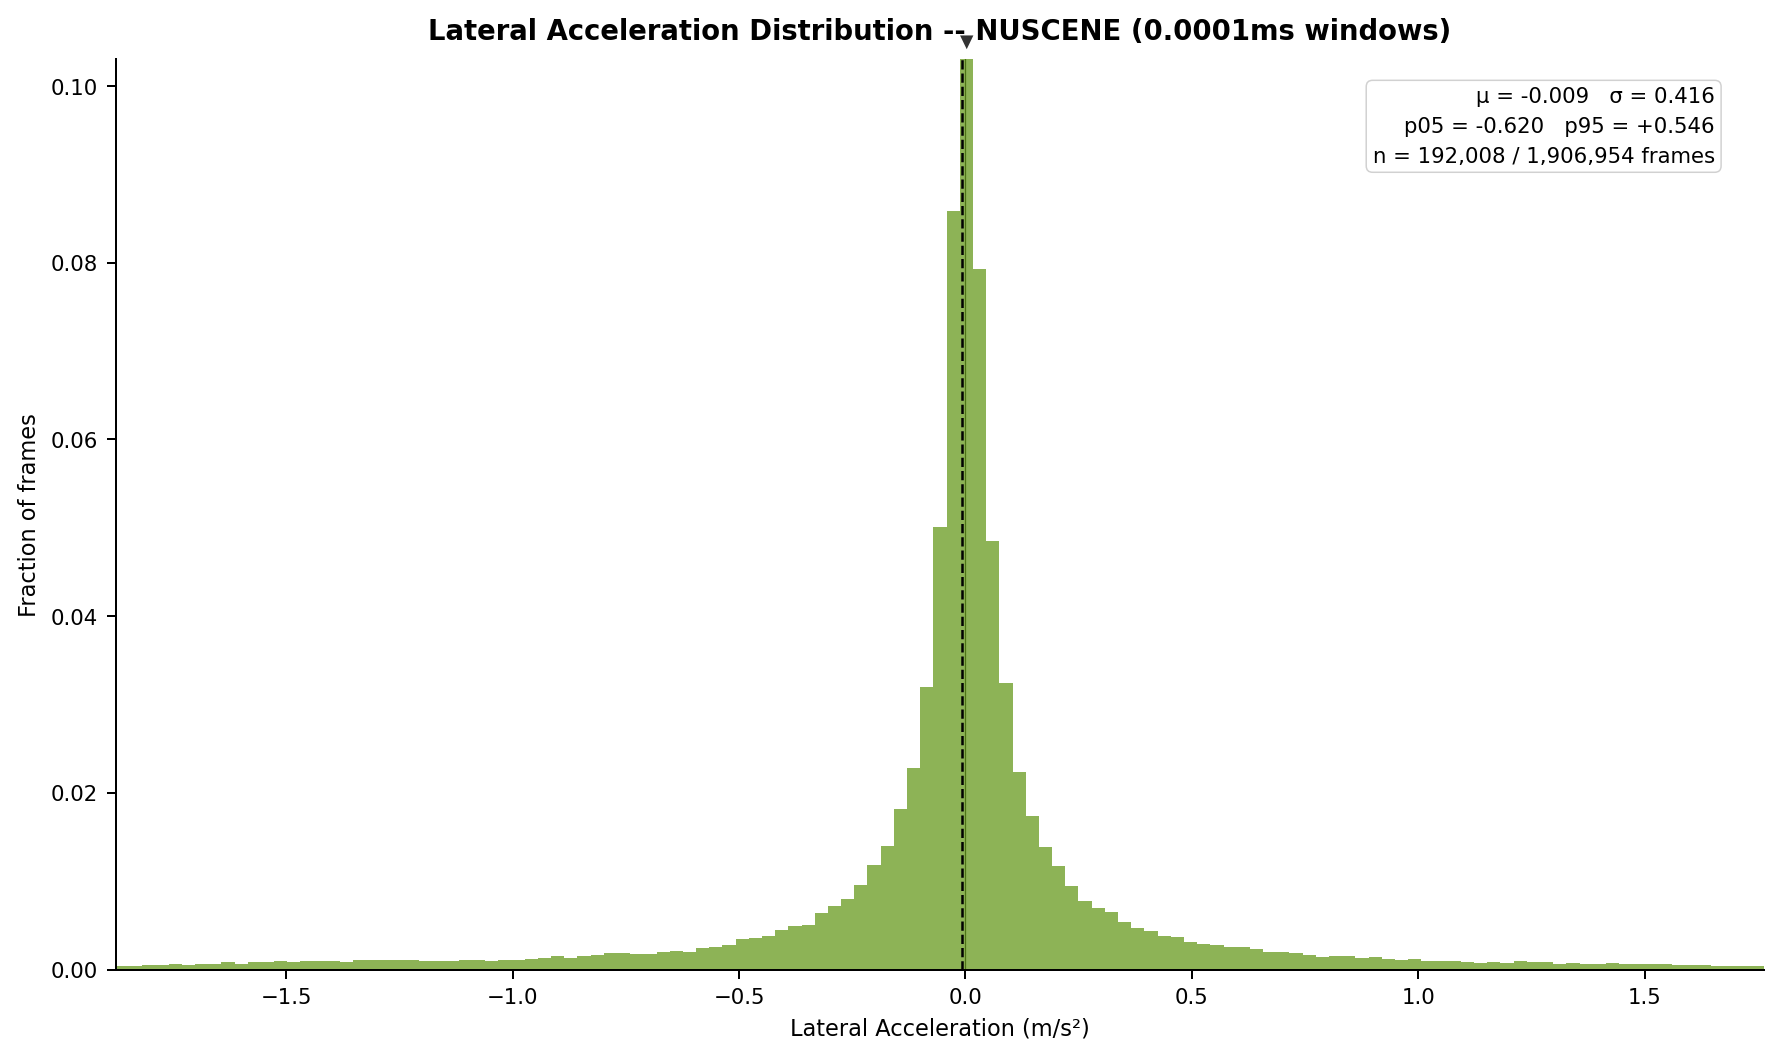 Lateral Acceleration Distribution -- NUSCENE (0.0001ms windows)
μ = -0.009   σ = 0.416
p05 = -0.620   p95 = +0.546
n = 192,008 / 1,906,954 frames
Fraction of frames
0.10
0.08
0.06
0.04
0.02
0.00
−1.5
−1.0
−0.5
0.0
0.5
1.0
1.5
Lateral Acceleration (m/s²)